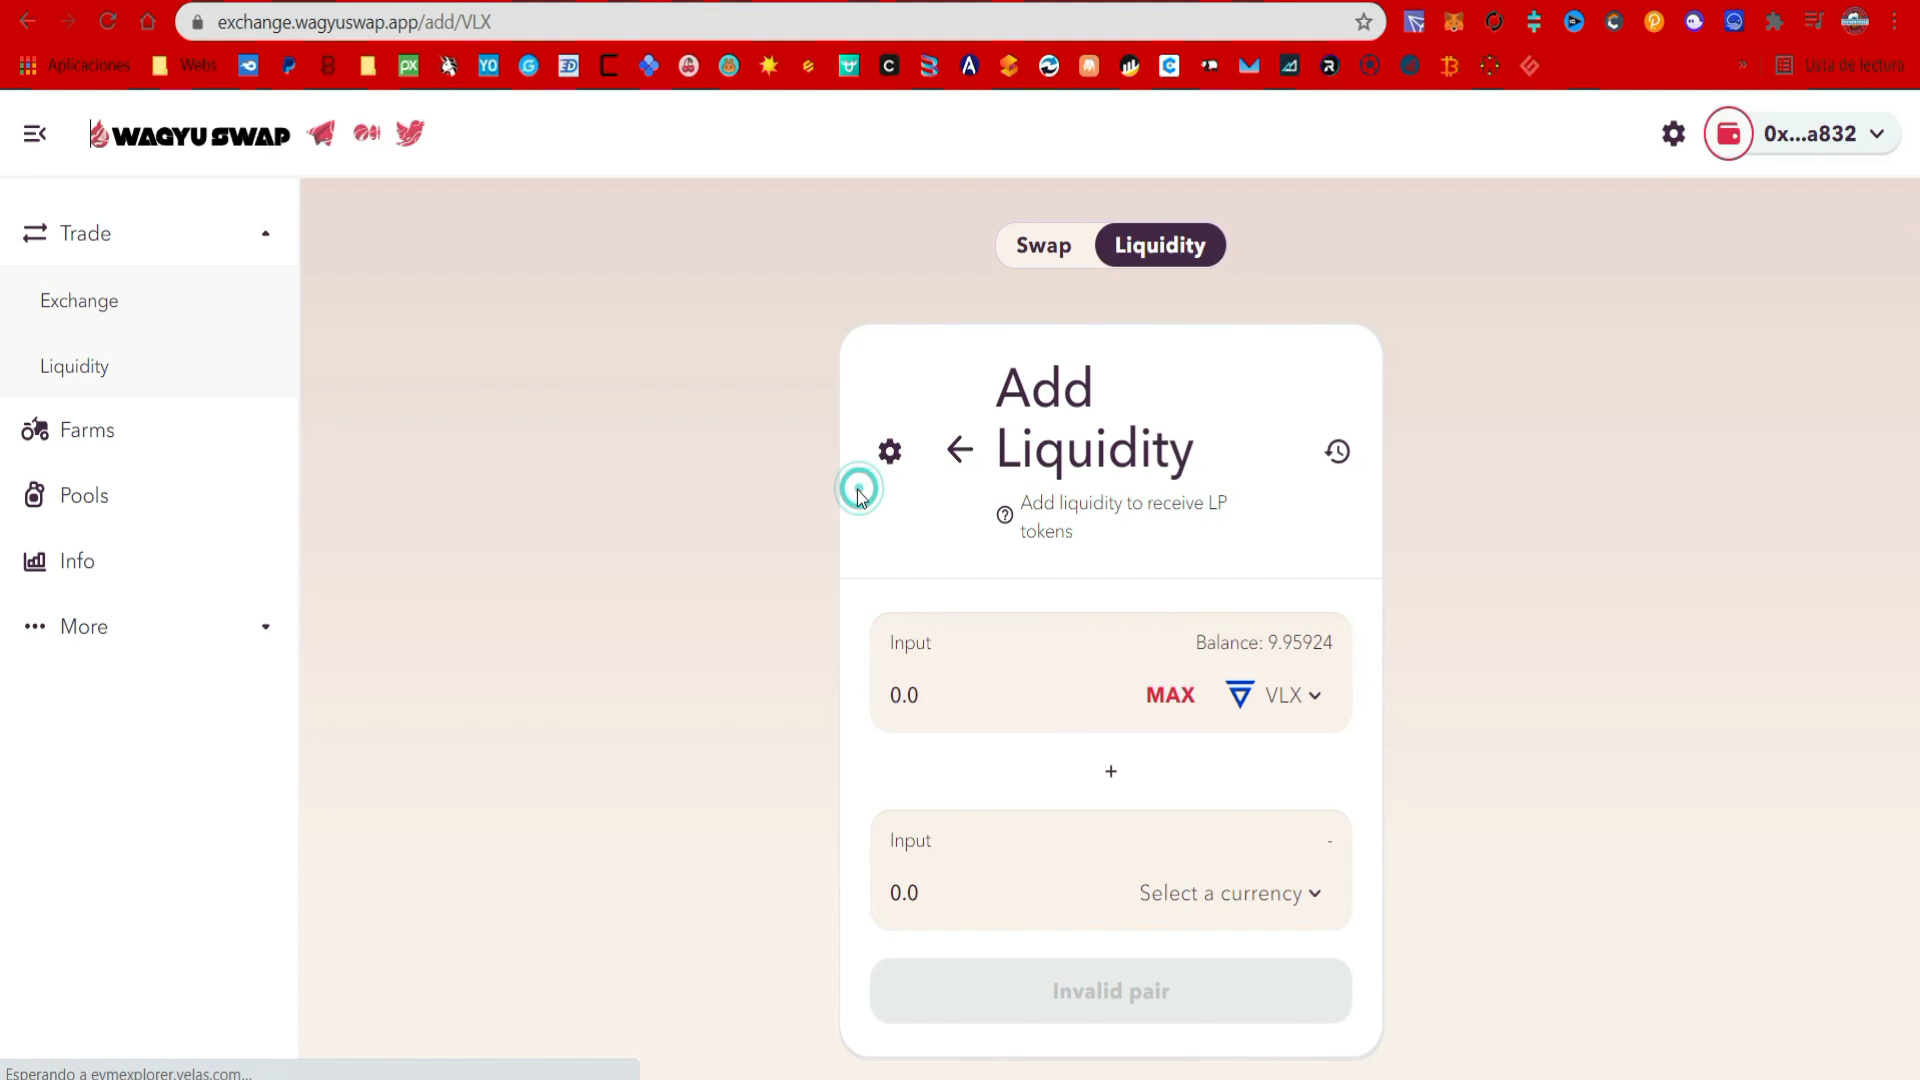 exchange.wagyuswap.app/add/VLX
Aplicaciones
Webs
Lista de lectura
WAGYU SWAP
0x...a832
Trade
Exchange
Liquidity
Farms
Pools
Info
More
Swap
Liquidity
Add
Liquidity
Add liquidity to receive LP
tokens
Input
Balance: 9.95924
0.0
MAX
VLX
+
Input
-
0.0
Select a currency
Invalid pair
Esperando a evmexplorer.velas.com...